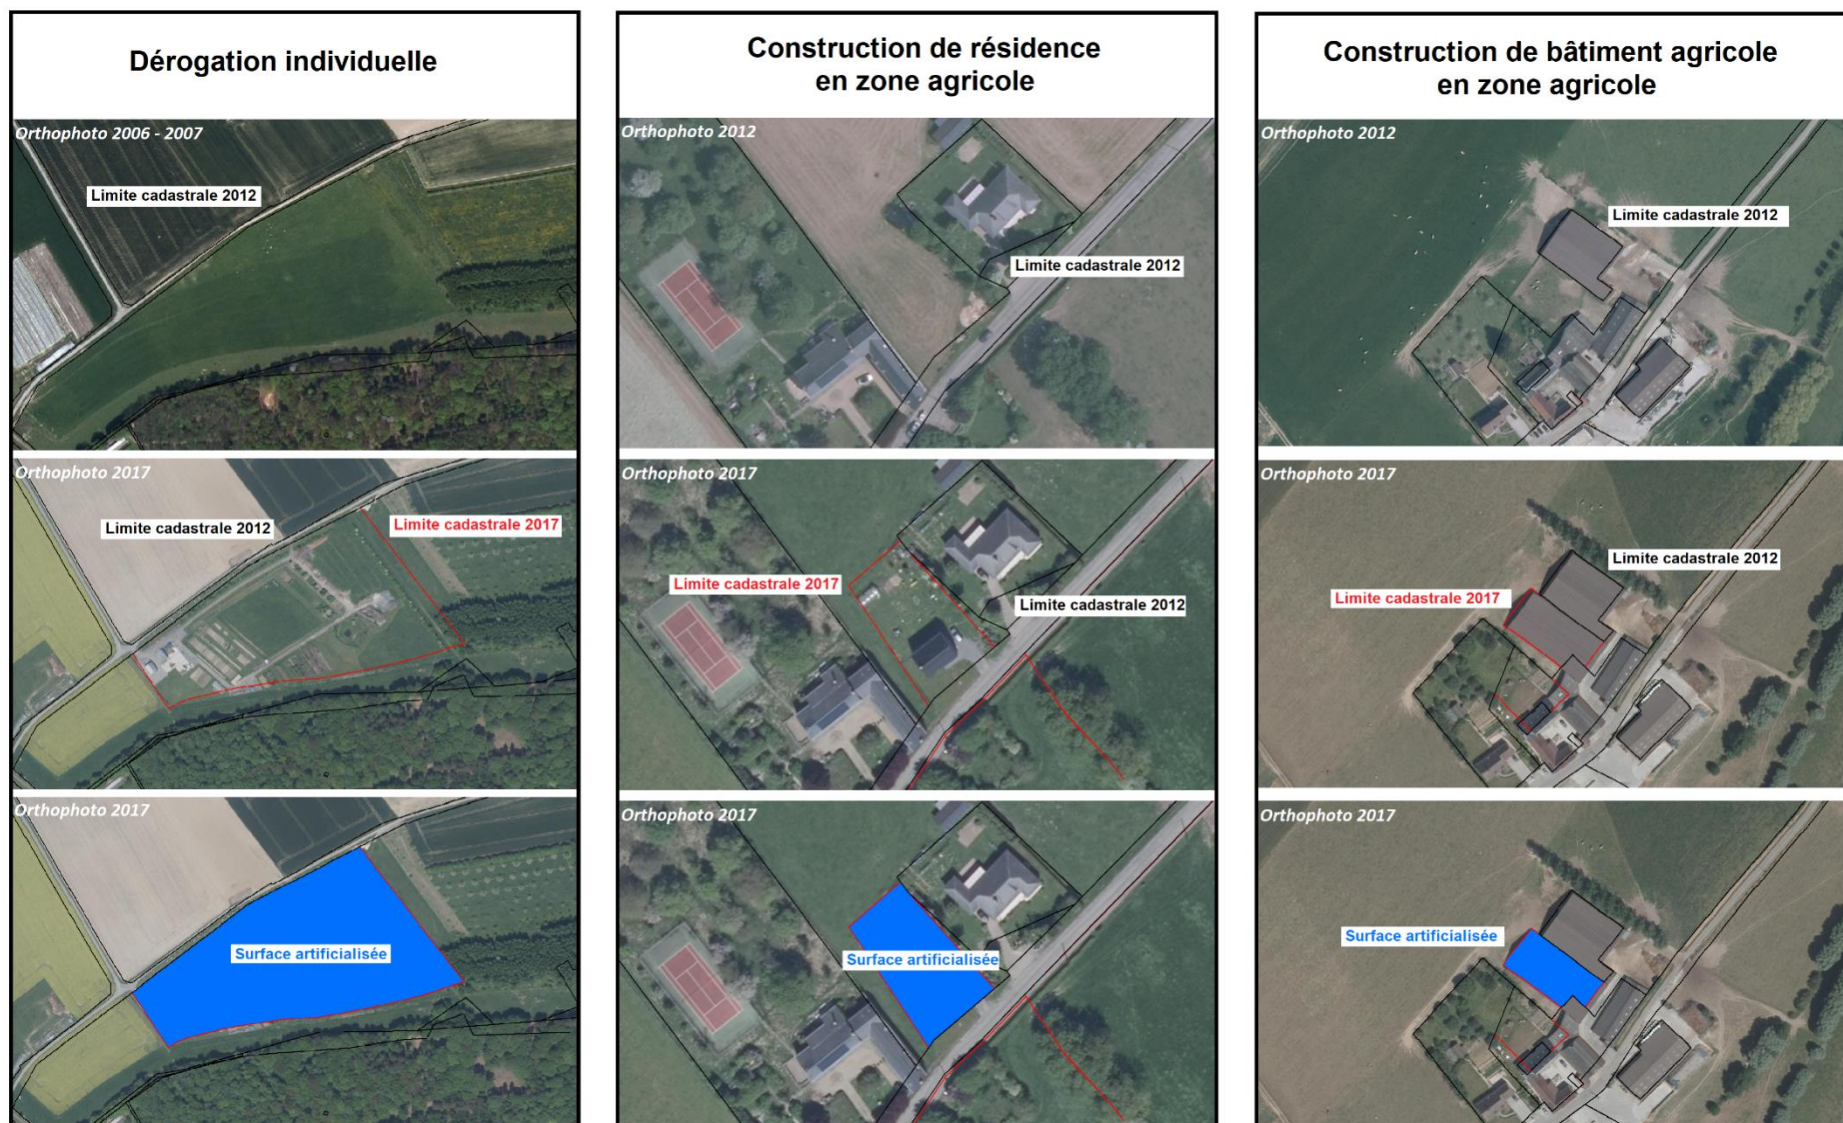 Dérogation individuelle
Orthophoto 2006 - 2007
Limite cadastrale 2012
Orthophoto 2017
Limite cadastrale 2012
Limite cadastrale 2017
Orthophoto 2017
Surface artificialisée
Construction de résidence
en zone agricole
Orthophoto 2012
Limite cadastrale 2012
Orthophoto 2017
Limite cadastrale 2017
Limite cadastrale 2012
Orthophoto 2017
Surface artificialisée
Construction de bâtiment agricole
en zone agricole
Orthophoto 2012
Limite cadastrale 2012
Orthophoto 2017
Limite cadastrale 2012
Limite cadastrale 2017
Orthophoto 2017
Surface artificialisée